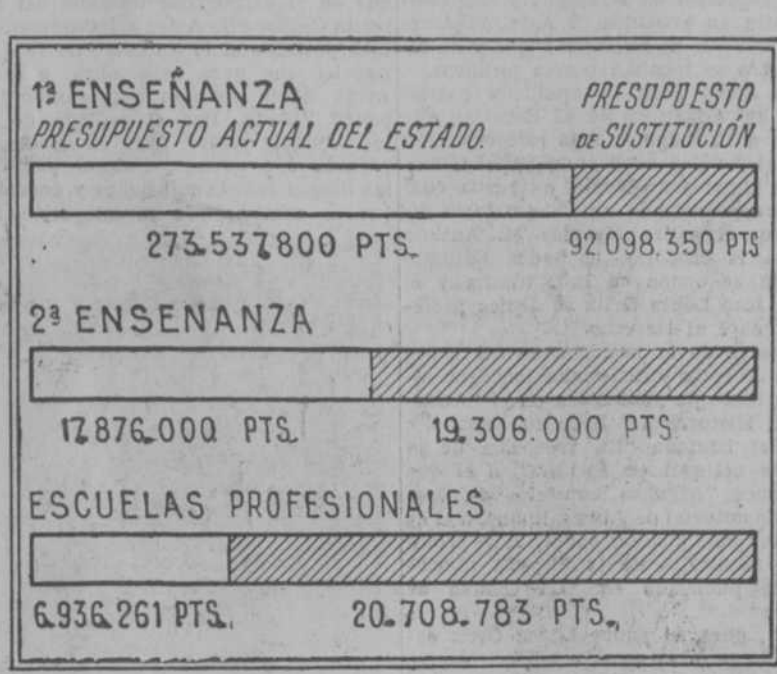 1ª ENSEÑANZA
PRESUPUESTO ACTUAL DEL ESTADO.
PRESUPUESTO
DE SUSTITUCIÓN
273.537.800 PTS.
92.098.350 PTS
2ª ENSENANZA
17.876.000 PTS.
19.306.000 PTS.
ESCUELAS PROFESIONALES
6.936.261 PTS.
20.708.783 PTS.